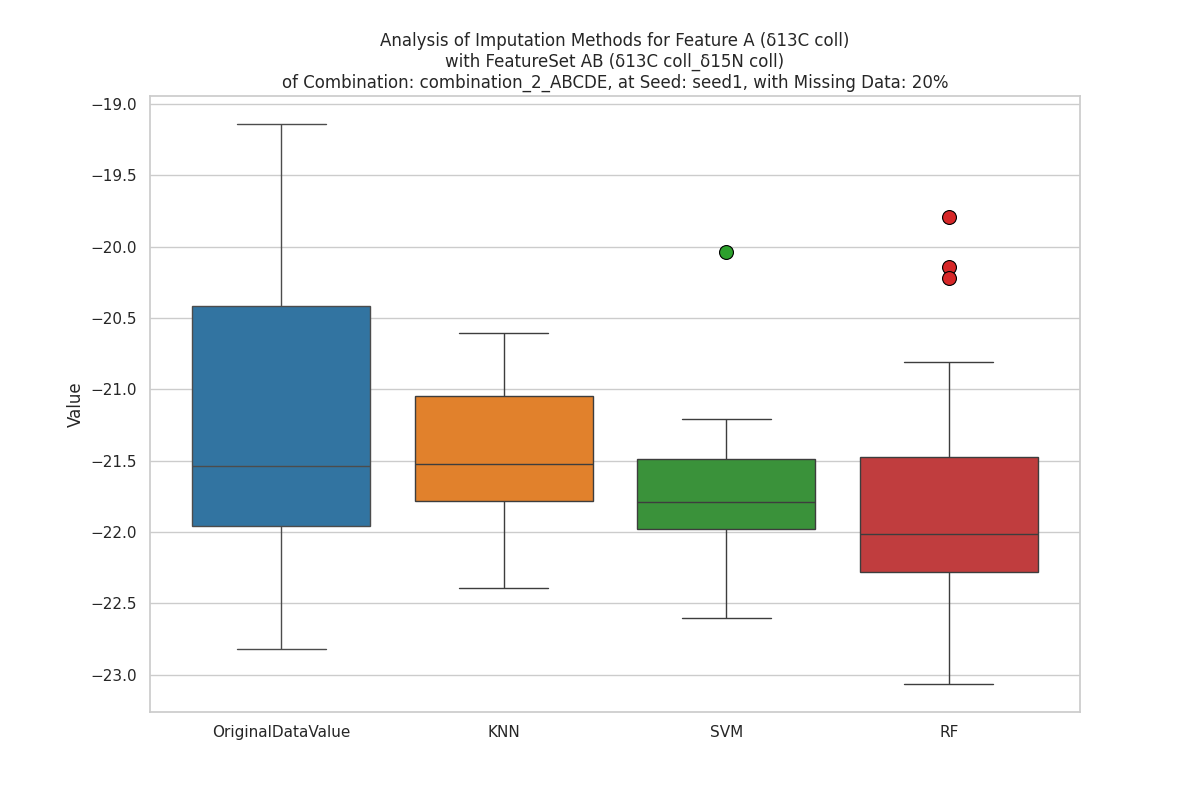 Analysis of Imputation Methods for Feature A (δ13C coll)
with FeatureSet AB (δ13C coll_δ15N coll)
of Combination: combination_2_ABCDE, at Seed: seed1, with Missing Data: 20%
−19.0
−19.5
−20.0
−20.5
−21.0
−21.5
−22.0
−22.5
−23.0
Value
OriginalDataValue
KNN
SVM
RF